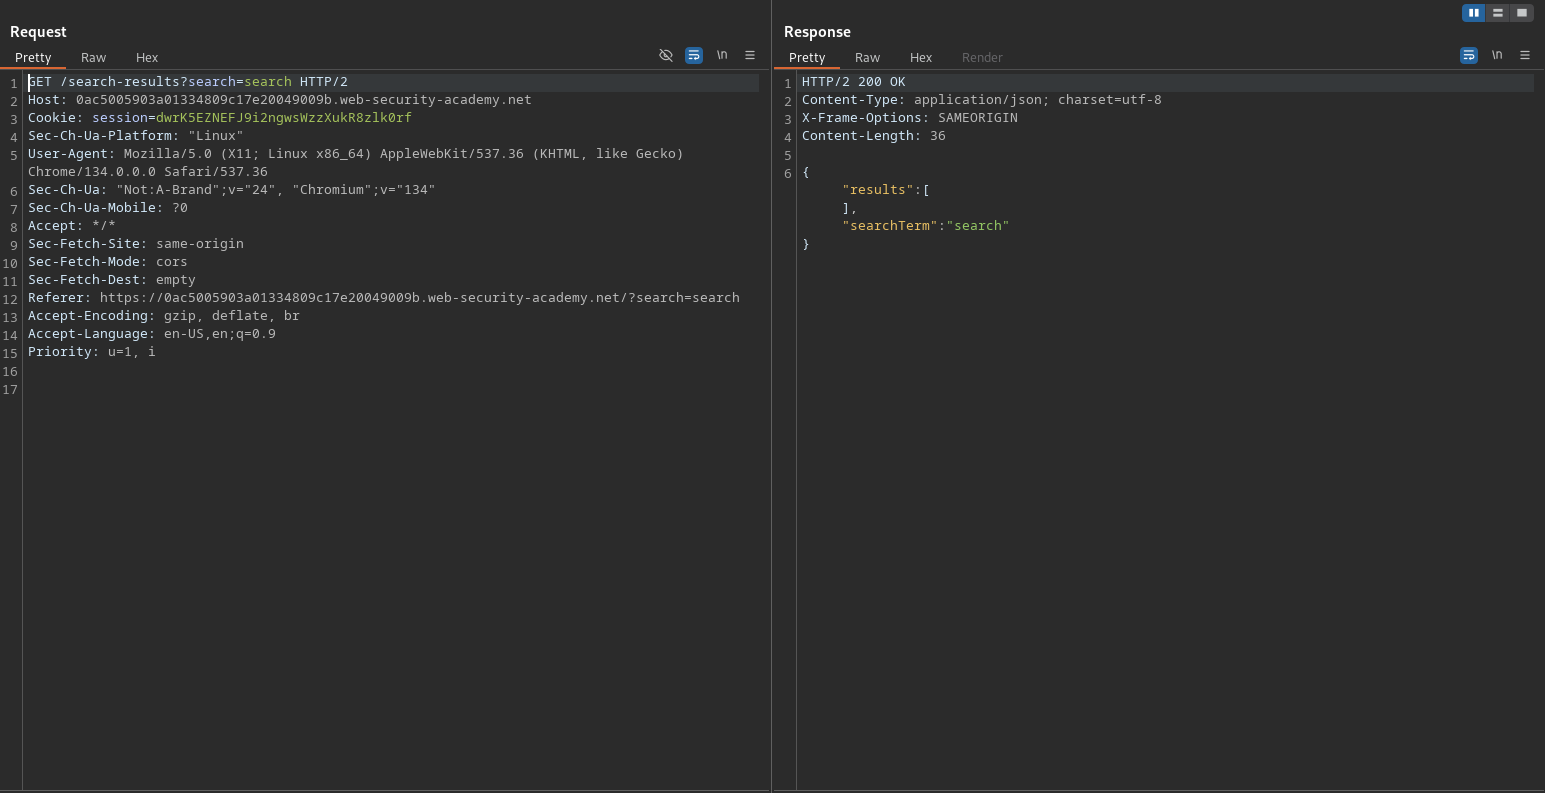 Request
Pretty Raw Hex \n
1 GET /search-results?search=search HTTP/2
2 Host: 0ac5005903a01334809c17e20049009b.web-security-academy.net
3 Cookie: session=dwrK5EZNEFJ9i2ngwsWzzXukR8zlk0rf
4 Sec-Ch-Ua-Platform: "Linux"
5 User-Agent: Mozilla/5.0 (X11; Linux x86_64) AppleWebKit/537.36 (KHTML, like Gecko)
Chrome/134.0.0.0 Safari/537.36
6 Sec-Ch-Ua: "Not:A-Brand";v="24", "Chromium";v="134"
7 Sec-Ch-Ua-Mobile: ?0
8 Accept: */*
9 Sec-Fetch-Site: same-origin
10 Sec-Fetch-Mode: cors
11 Sec-Fetch-Dest: empty
12 Referer: https://0ac5005903a01334809c17e20049009b.web-security-academy.net/?search=search
13 Accept-Encoding: gzip, deflate, br
14 Accept-Language: en-US,en;q=0.9
15 Priority: u=1, i
16
17
Response
Pretty Raw Hex Render \n
1 HTTP/2 200 OK
2 Content-Type: application/json; charset=utf-8
3 X-Frame-Options: SAMEORIGIN
4 Content-Length: 36
5
6 {
"results":[
],
"searchTerm":"search"
}